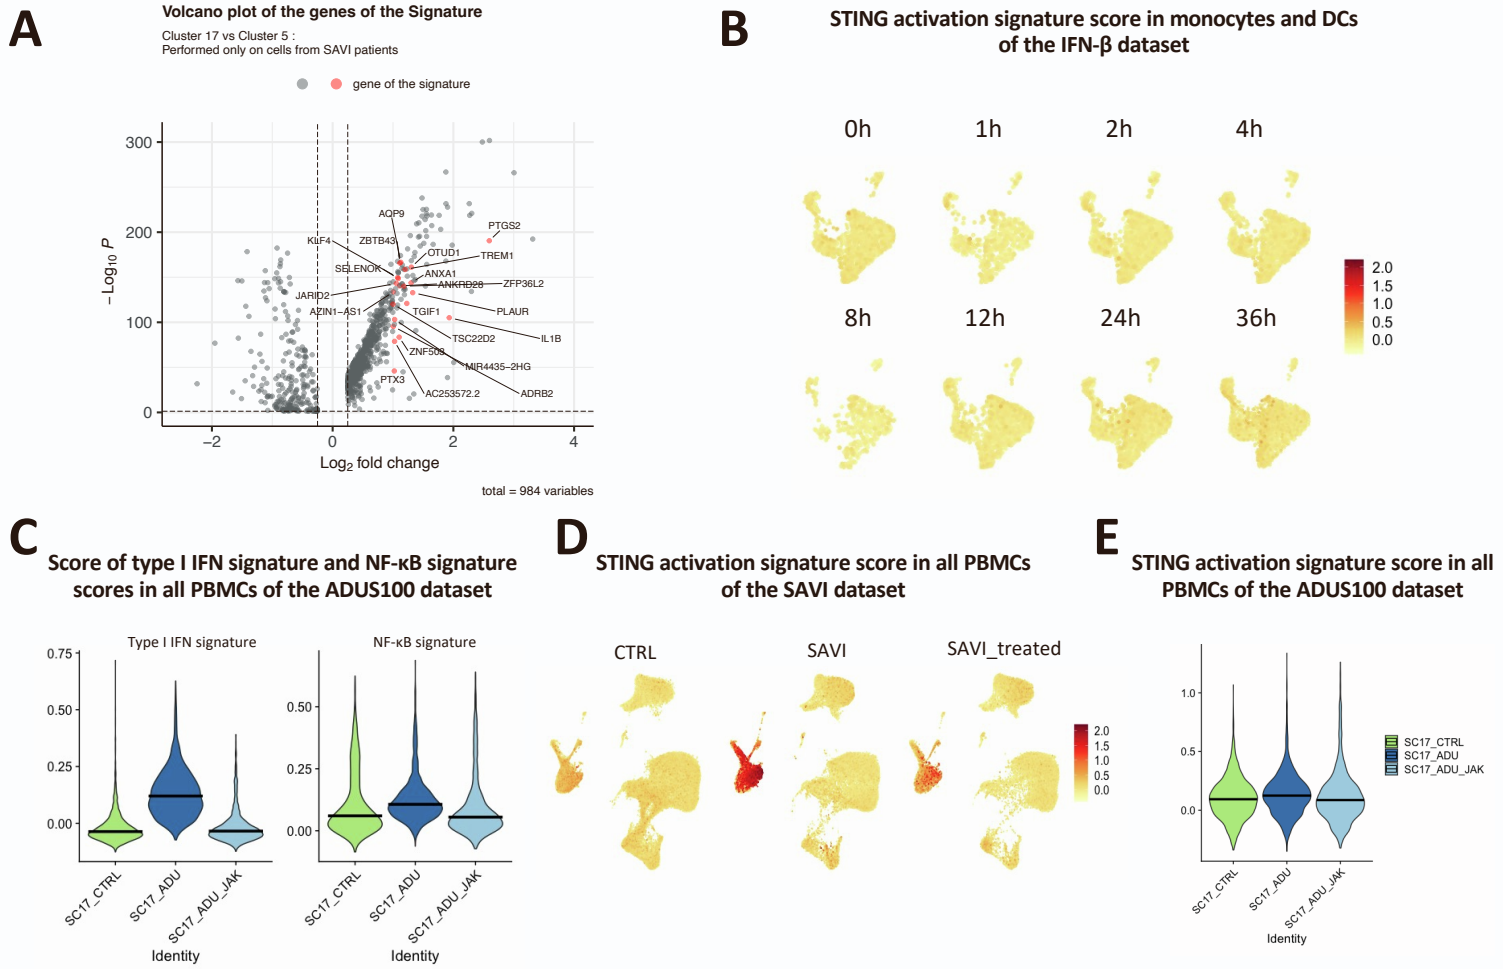 A
Volcano plot of the genes of the Signature
Cluster 17 vs Cluster 5 :
Performed only on cells from SAVI patients
gene of the signature
300
200
100
0
−Log10 P
AQP9
PTGS2
KLF4
ZBTB43
OTUD1
TREM1
SELENOK
ANXA1
ANKRD28
ZFP36L2
JARID2
AZIN1−AS1
TGIF1
PLAUR
TSC22D2
IL1B
ZNF503
MIR4435−2HG
PTX3
AC253572.2
ADRB2
−2
0
2
4
Log2 fold change
total = 984 variables
B
STING activation signature score in monocytes and DCs
of the IFN-β dataset
0h
1h
2h
4h
8h
12h
24h
36h
2.0
1.5
1.0
0.5
0.0
C
Score of type I IFN signature and NF-κB signature
scores in all PBMCs of the ADUS100 dataset
Type I IFN signature
0.75
0.50
0.25
0.00
SC17_CTRL
SC17_ADU
SC17_ADU_JAK
Identity
NF-κB signature
0.50
0.25
0.00
SC17_CTRL
SC17_ADU
SC17_ADU_JAK
Identity
D
STING activation signature score in all PBMCs
of the SAVI dataset
CTRL
SAVI
SAVI_treated
2.0
1.5
1.0
0.5
0.0
E
STING activation signature score in all
PBMCs of the ADUS100 dataset
1.0
0.5
0.0
SC17_CTRL
SC17_ADU
SC17_ADU_JAK
Identity
SC17_CTRL
SC17_ADU
SC17_ADU_JAK